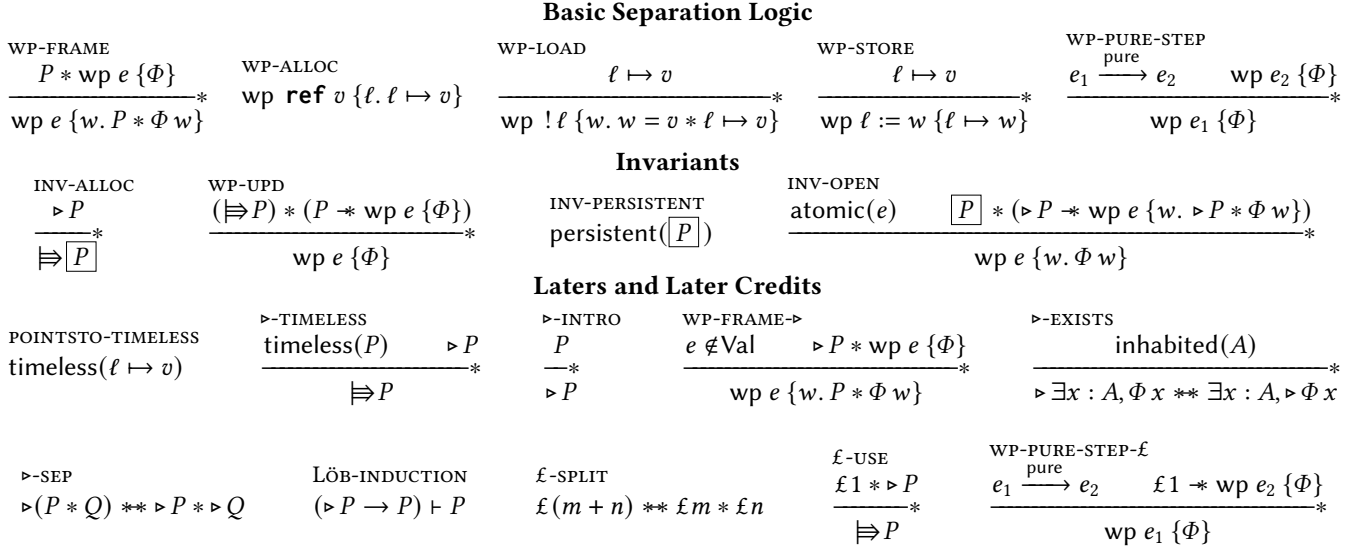 Basic Separation Logic
WP-FRAME
P ∗ wp e {Φ}
∗
wp e {w. P ∗ Φ w}
WP-ALLOC
wp ref v {ℓ. ℓ ↦ v}
WP-LOAD
ℓ ↦ v
∗
wp ! ℓ {w. w = v ∗ ℓ ↦ v}
WP-STORE
ℓ ↦ v
∗
wp ℓ := w {ℓ ↦ w}
WP-PURE-STEP
pure
e₁ ⟶ e₂ wp e₂ {Φ}
∗
wp e₁ {Φ}
Invariants
INV-ALLOC
▹ P
∗
|≡⇛ P
WP-UPD
(|≡⇛ P) ∗ (P −∗ wp e {Φ})
∗
wp e {Φ}
INV-PERSISTENT
persistent( P )
INV-OPEN
atomic(e) P ∗ (▹ P −∗ wp e {w. ▹ P ∗ Φ w})
∗
wp e {w. Φ w}
Laters and Later Credits
POINTSTO-TIMELESS
timeless(ℓ ↦ v)
▹-TIMELESS
timeless(P) ▹ P
∗
|≡⇛ P
▹-INTRO
P
∗
▹ P
WP-FRAME-▹
e ∉Val ▹ P ∗ wp e {Φ}
∗
wp e {w. P ∗ Φ w}
▹-EXISTS
inhabited(A)
∗
▹ ∃x : A, Φ x ∗−∗ ∃x : A, ▹ Φ x
▹-SEP
▹(P ∗ Q) ∗−∗ ▹ P ∗ ▹ Q
LÖB-INDUCTION
(▹ P → P) ⊢ P
£-SPLIT
£(m + n) ∗−∗ £m ∗ £n
£-USE
£1 ∗ ▹ P
∗
|≡⇛ P
WP-PURE-STEP-£
pure
e₁ ⟶ e₂ £1 −∗ wp e₂ {Φ}
∗
wp e₁ {Φ}